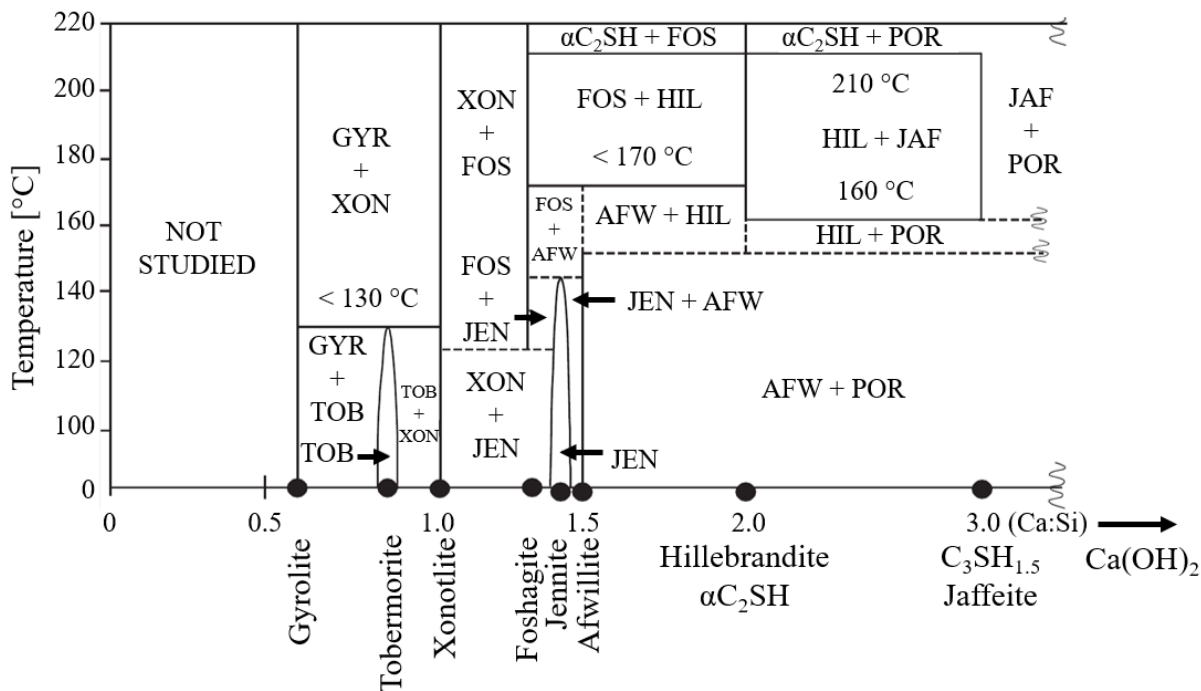 220
αC₂SH + FOS
αC₂SH + POR
200
180
160
140
120
100
0
Temperature [°C]
NOT
STUDIED
GYR
+
XON
< 130 °C
GYR
+
TOB
TOB
TOB
+
XON
XON
+
FOS
FOS
+
JEN
XON
+
JEN
FOS + HIL
< 170 °C
FOS
+
AFW
AFW + HIL
210 °C
HIL + JAF
160 °C
HIL + POR
JAF
+
POR
JEN + AFW
AFW + POR
JEN
0
0.5
1.0
1.5
2.0
3.0 (Ca:Si)
Ca(OH)₂
Gyrolite
Tobermorite
Xonotlite
Foshagite
Jennite
Afwillite
Hillebrandite
αC₂SH
C₃SH₁.₅
Jaffeite